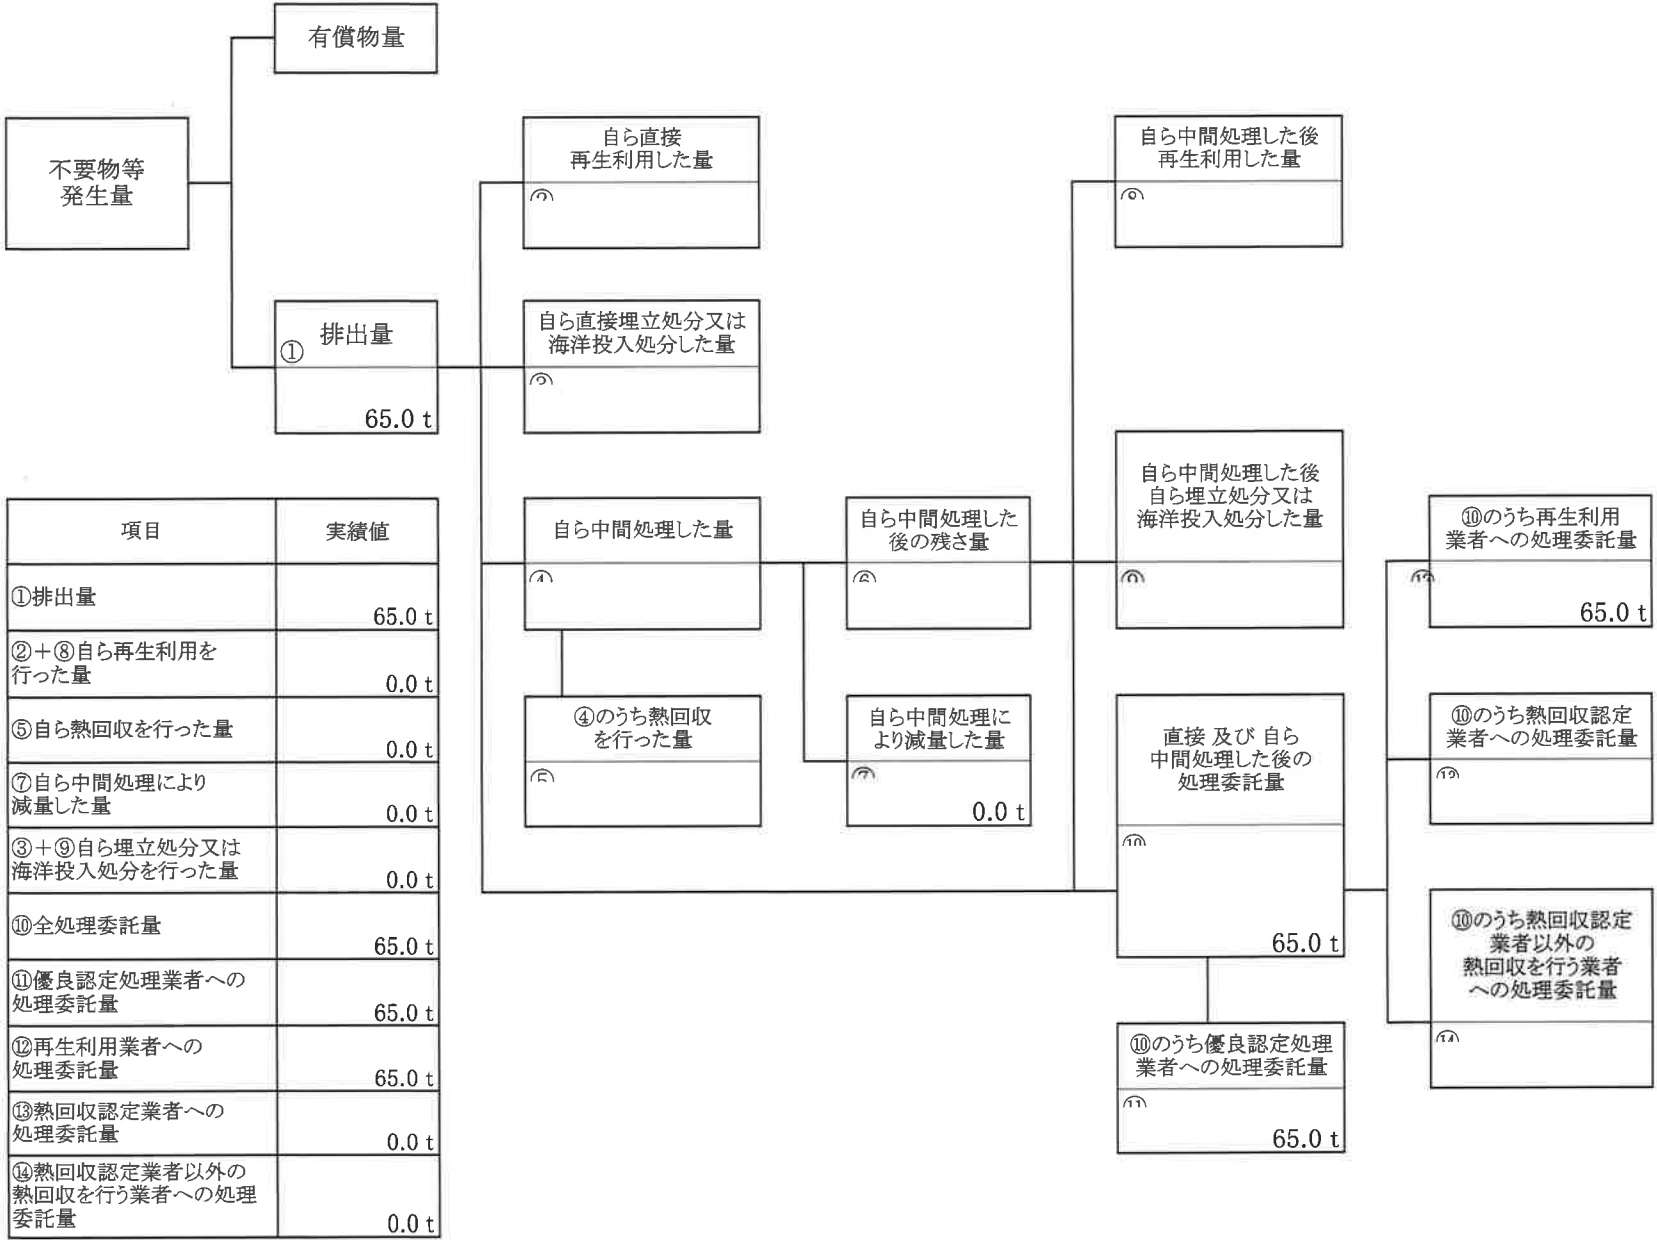 有償物量
不要物等
発生量
排出量
①
65.0 t
自ら直接
再生利用した量
自ら直接埋立処分又は
海洋投入処分した量
自ら中間処理した量
④のうち熱回収
を行った量
自ら中間処理した
後の残さ量
自ら中間処理に
より減量した量
0.0 t
自ら中間処理した後
再生利用した量
自ら中間処理した後
自ら埋立処分又は
海洋投入処分した量
直接 及び 自ら
中間処理した後の
処理委託量
65.0 t
⑩のうち優良認定処理
業者への処理委託量
65.0 t
⑩のうち再生利用
業者への処理委託量
65.0 t
⑩のうち熱回収認定
業者への処理委託量
⑩のうち熱回収認定
業者以外の
熱回収を行う業者
への処理委託量
項目 実績値
①排出量
65.0 t
②＋⑧自ら再生利用を
行った量
0.0 t
⑤自ら熱回収を行った量
0.0 t
⑦自ら中間処理により
減量した量
0.0 t
③＋⑨自ら埋立処分又は
海洋投入処分を行った量
0.0 t
⑩全処理委託量
65.0 t
⑪優良認定処理業者への
処理委託量
65.0 t
⑫再生利用業者への
処理委託量
65.0 t
⑬熱回収認定業者への
処理委託量
0.0 t
⑭熱回収認定業者以外の
熱回収を行う業者への処理
委託量
0.0 t